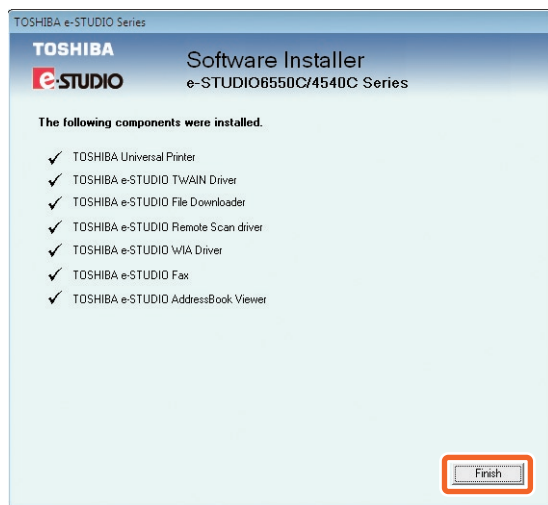 TOSHIBA e-STUDIO Series
TOSHIBA
e-STUDIO
Software Installer
e-STUDIO6550C/4540C Series
The following components were installed.
TOSHIBA Universal Printer
TOSHIBA e-STUDIO TWAIN Driver
TOSHIBA e-STUDIO File Downloader
TOSHIBA e-STUDIO Remote Scan driver
TOSHIBA e-STUDIO WIA Driver
TOSHIBA e-STUDIO Fax
TOSHIBA e-STUDIO AddressBook Viewer
Finish